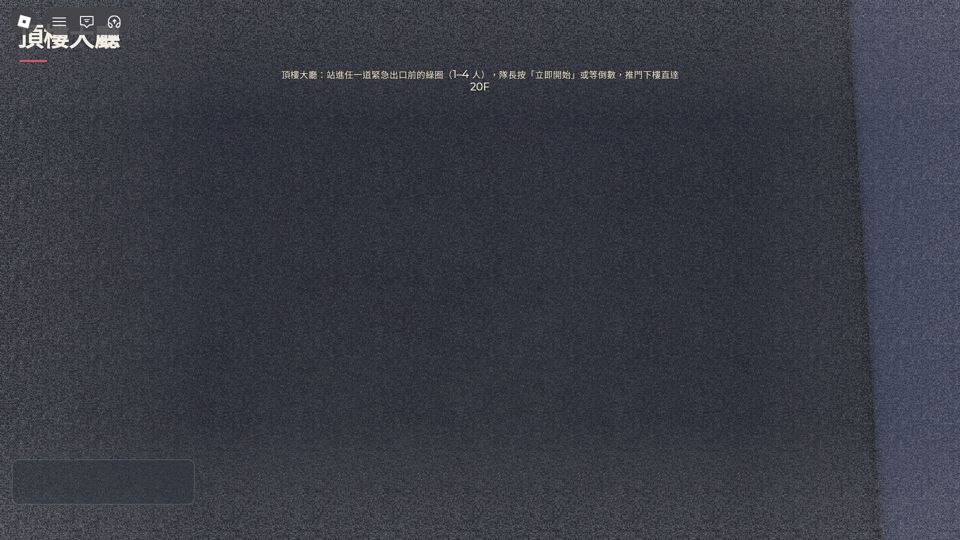 頂樓大廳
頂樓大廳：站進任一道緊急出口前的綠圈（1–4 人），隊長按「立即開始」或等倒數，推門下樓直達
20F